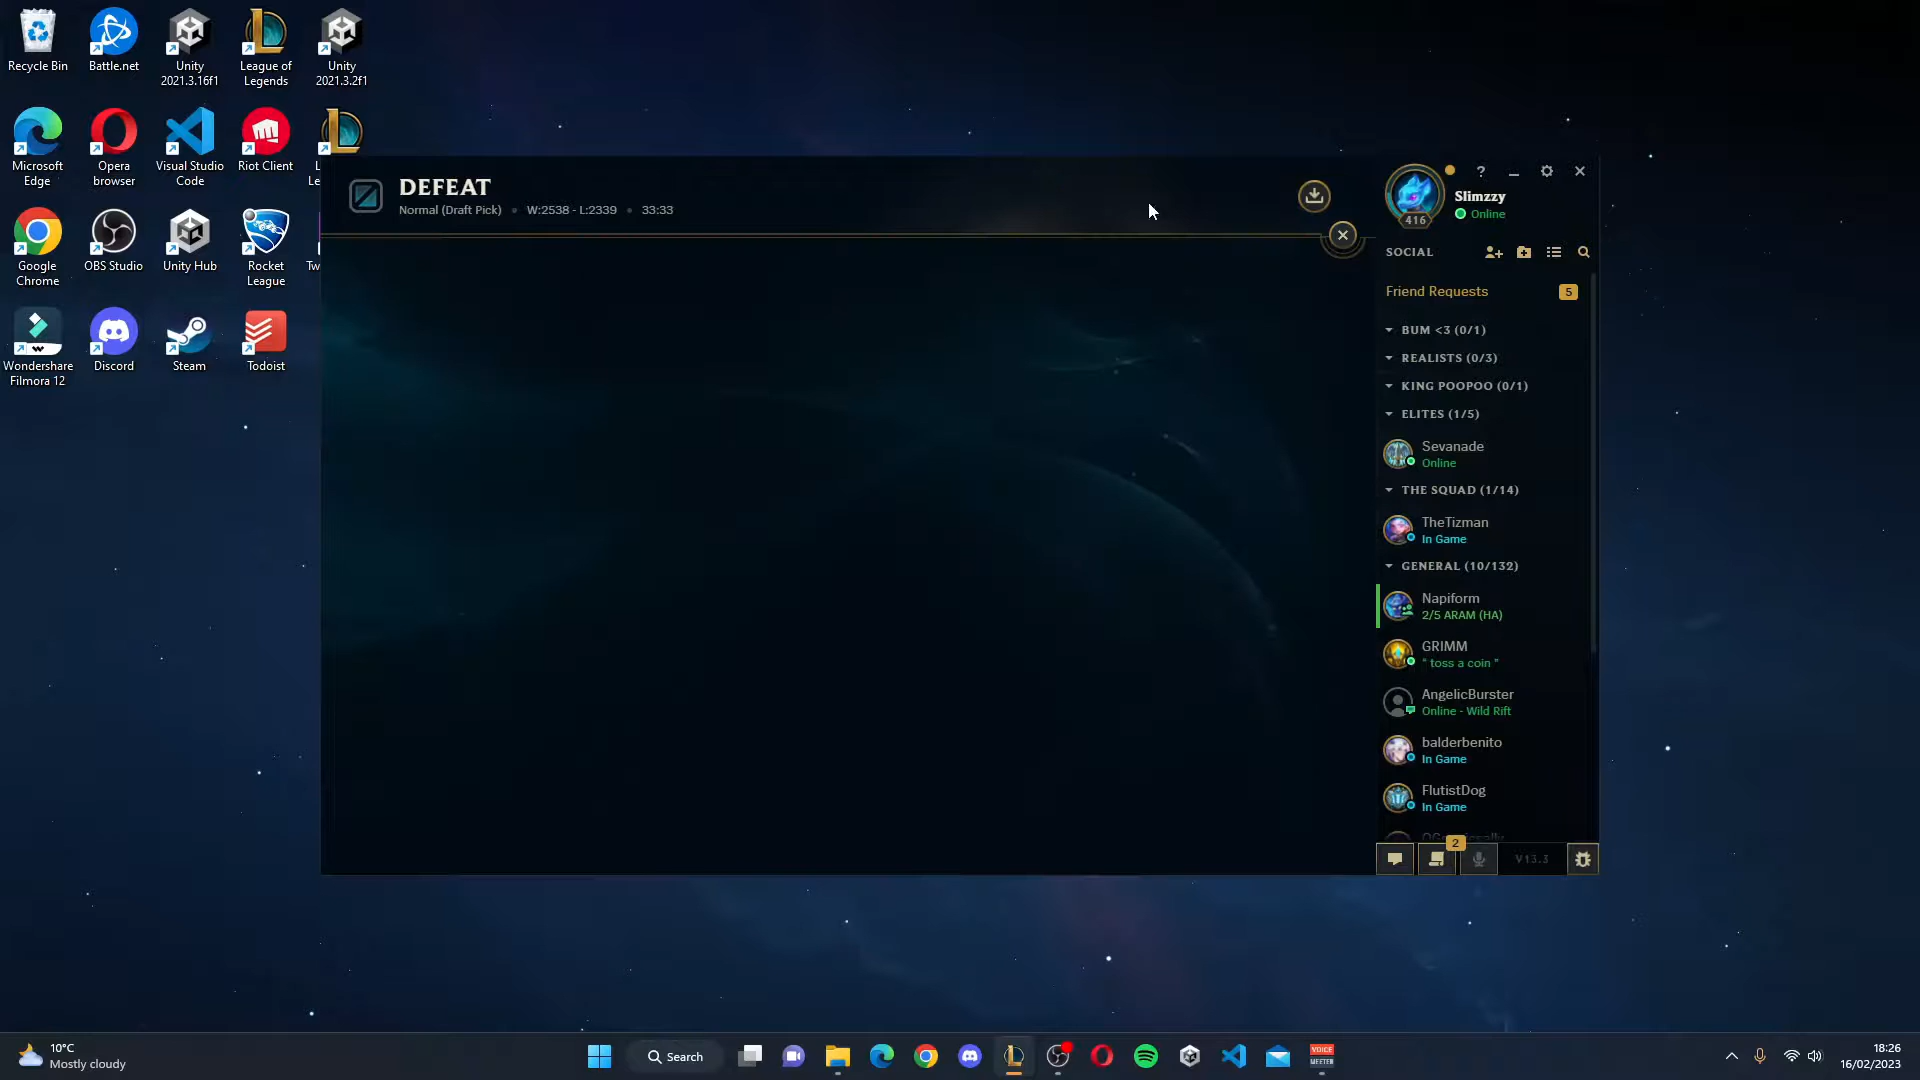 Recycle Bin
Battle.net
Unity
2021.3.16f1
League of
Legends
Unity
2021.3.2f1
Microsoft
Edge
Opera
browser
Visual Studio
Code
Riot Client
L
Le
Google
Chrome
OBS Studio
Unity Hub
Rocket
League
Tw
Wondershare
Filmora 12
Discord
Steam
Todoist
DEFEAT
Normal (Draft Pick) • W:2538 - L:2339 • 33:33
416
Slimzzy
Online
SOCIAL
Friend Requests 5
BUM <3 (0/1)
REALISTS (0/3)
KING POOPOO (0/1)
ELITES (1/5)
Sevanade
Online
THE SQUAD (1/14)
TheTizman
In Game
GENERAL (10/132)
Napiform
2/5 ARAM (HA)
GRIMM
" toss a coin "
AngelicBurster
Online - Wild Rift
balderbenito
In Game
FlutistDog
In Game
2
V13.3
10°C
Mostly cloudy
Search
VOICE
MEETER
18:26
16/02/2023